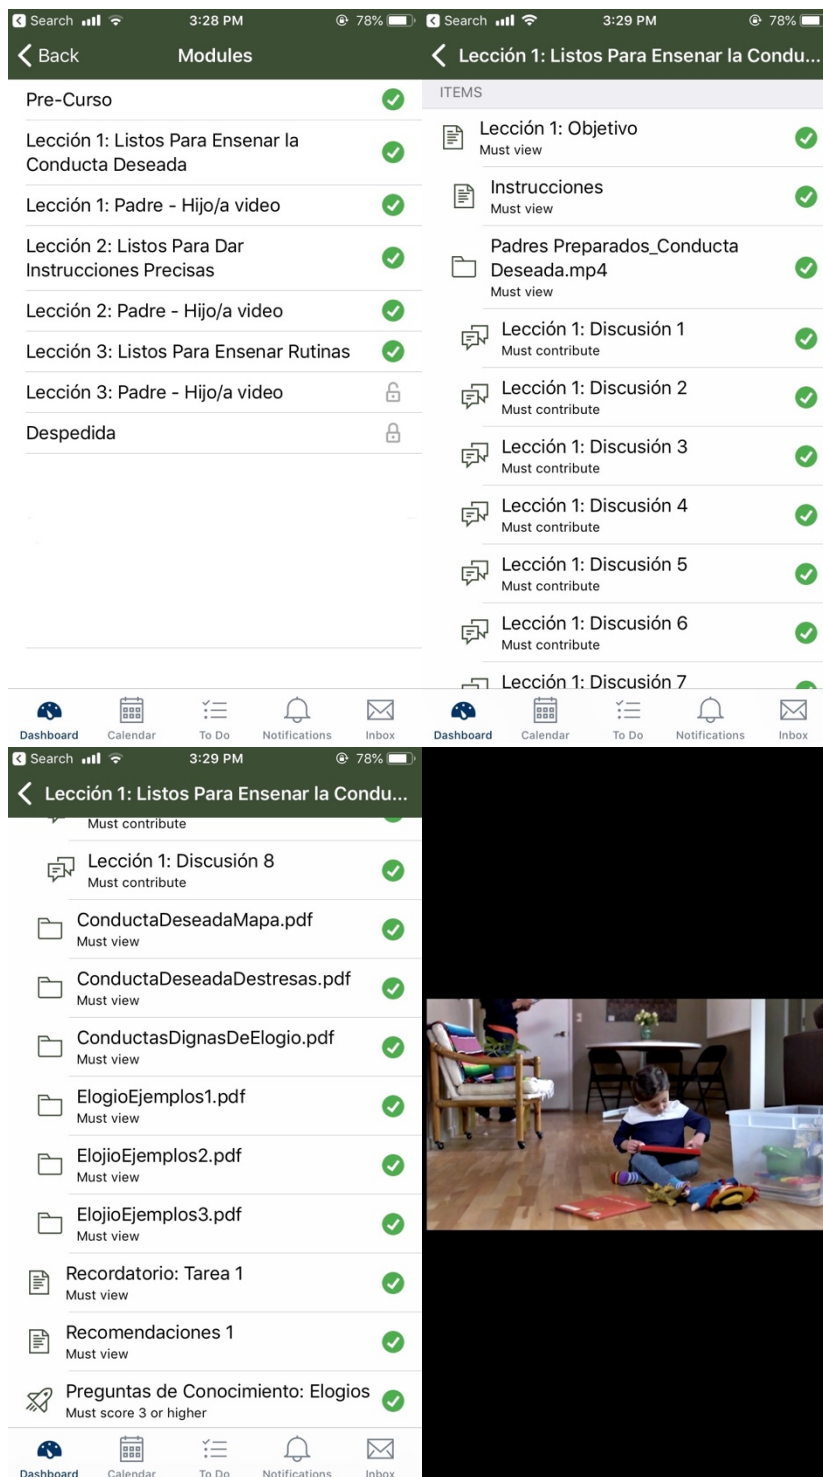 Search 3:28 PM 78%
Back Modules
Pre-Curso
Lección 1: Listos Para Ensenar la
Conducta Deseada
Lección 1: Padre - Hijo/a video
Lección 2: Listos Para Dar
Instrucciones Precisas
Lección 2: Padre - Hijo/a video
Lección 3: Listos Para Ensenar Rutinas
Lección 3: Padre - Hijo/a video
Despedida
Dashboard Calendar To Do Notifications Inbox
Search 3:29 PM 78%
Lección 1: Listos Para Ensenar la Condu...
ITEMS
Lección 1: Objetivo
Must view
Instrucciones
Must view
Padres Preparados_Conducta
Deseada.mp4
Must view
Lección 1: Discusión 1
Must contribute
Lección 1: Discusión 2
Must contribute
Lección 1: Discusión 3
Must contribute
Lección 1: Discusión 4
Must contribute
Lección 1: Discusión 5
Must contribute
Lección 1: Discusión 6
Must contribute
Lección 1: Discusión 7
Dashboard Calendar To Do Notifications Inbox
Search 3:29 PM 78%
Lección 1: Listos Para Ensenar la Condu...
Must contribute
Lección 1: Discusión 8
Must contribute
ConductaDeseadaMapa.pdf
Must view
ConductaDeseadaDestresas.pdf
Must view
ConductasDignasDeElogio.pdf
Must view
ElogioEjemplos1.pdf
Must view
ElojioEjemplos2.pdf
Must view
ElojioEjemplos3.pdf
Must view
Recordatorio: Tarea 1
Must view
Recomendaciones 1
Must view
Preguntas de Conocimiento: Elogios
Must score 3 or higher
Dashboard Calendar To Do Notifications Inbox